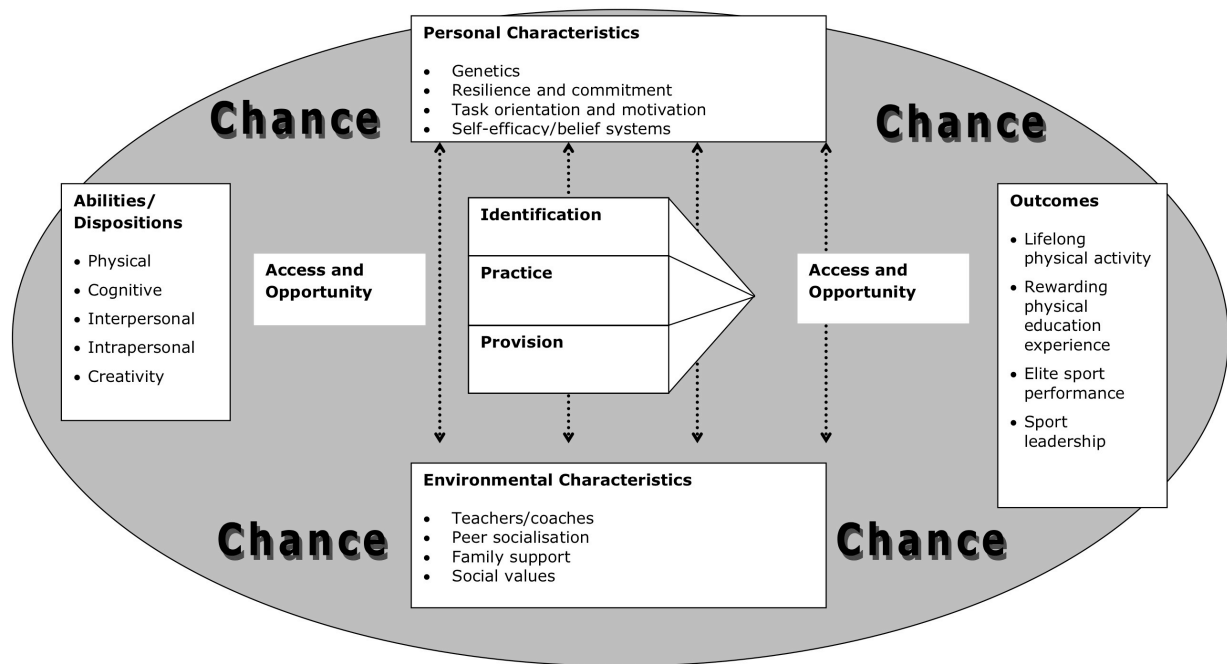 Personal Characteristics
• Genetics
• Resilience and commitment
• Task orientation and motivation
• Self-efficacy/belief systems
Chance
Chance
Abilities/
Dispositions
• Physical
• Cognitive
• Interpersonal
• Intrapersonal
• Creativity
Access and
Opportunity
Identification
Practice
Provision
Access and
Opportunity
Outcomes
• Lifelong
physical activity
• Rewarding
physical
education
experience
• Elite sport
performance
• Sport
leadership
Environmental Characteristics
• Teachers/coaches
• Peer socialisation
• Family support
• Social values
Chance
Chance